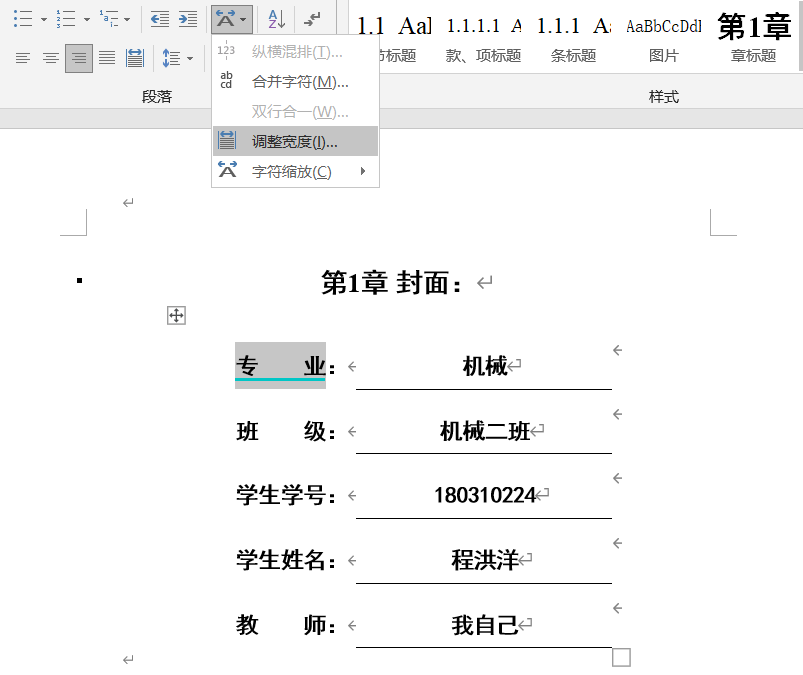 1.1 AaI 1.1.1.1 A 1.1.1 Aa AaBbCcDdI 第1章
节标题 款、项标题 条标题 图片 章标题
段落 样式
123 纵横混排(T)...
ab cd 合并字符(M)...
双行合一(W)...
调整宽度(I)...
字符缩放(C)
第1章 封面：
专 业： 机械
班 级： 机械二班
学生学号： 180310224
学生姓名： 程洪洋
教 师： 我自己